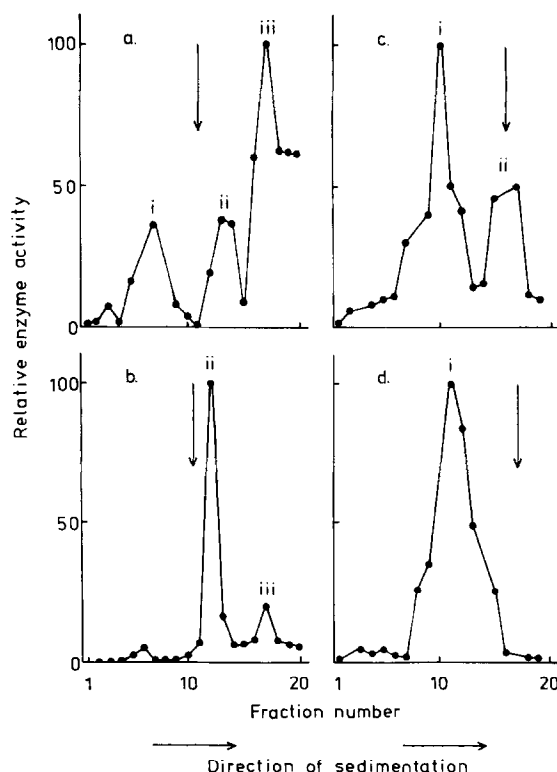 Relative enzyme activity
a.
i
ii
iii
100
50
0
c.
i
ii
b.
ii
iii
100
50
0
1
10
20
d.
i
1
10
20
Fraction number
Direction of sedimentation